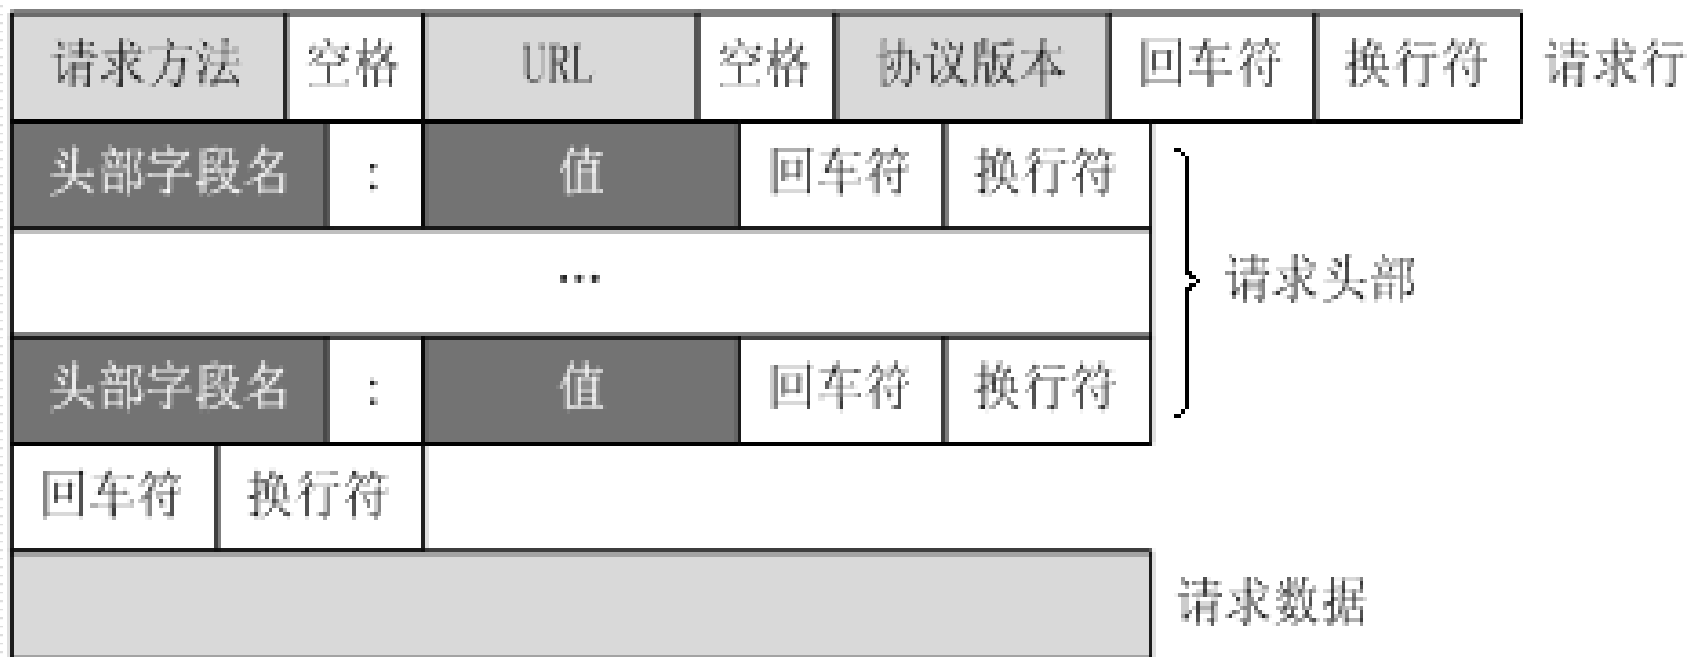 请求方法 空格 URL 空格 协议版本 回车符 换行符 请求行
头部字段名 : 值 回车符 换行符
… 请求头部
头部字段名 : 值 回车符 换行符
回车符 换行符
请求数据